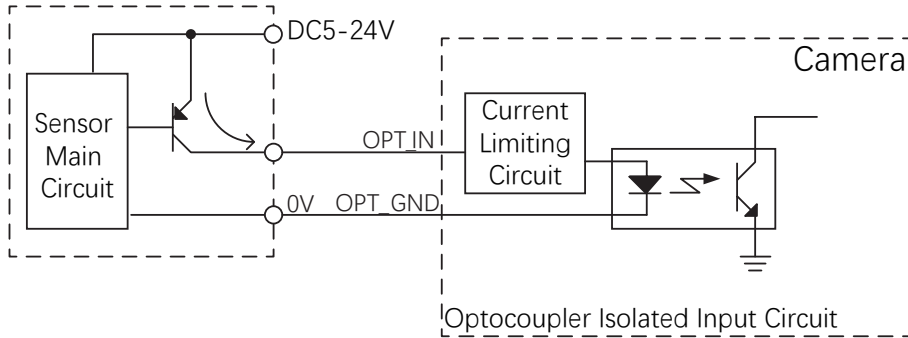 DC5-24V
Camera
Sensor
Main
Circuit
OPT_IN
Current
Limiting
Circuit
0V
OPT_GND
Optocoupler Isolated Input Circuit